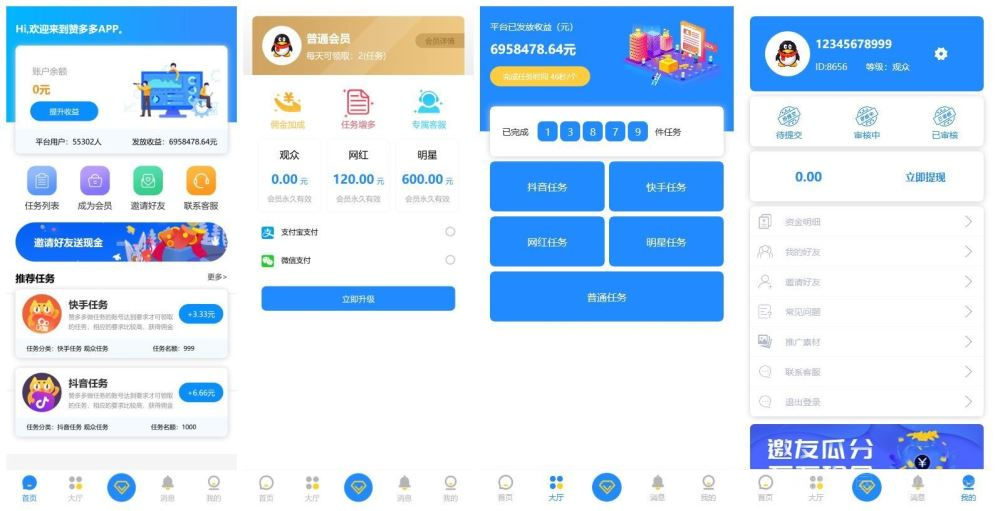 Hi,欢迎来到赞多多APP。
账户余额
0元
提升收益
平台用户：55302人
发放收益：6958478.64元
任务列表
成为会员
邀请好友
联系客服
邀请好友送现金
推荐任务
更多>
快手任务
赞多多微任务的账号达到要求才可领取
的任务，相应的要求比较高，获得佣金
+3.33元
任务分类：快手任务 观众任务
任务名额：999
抖音任务
赞多多微任务的账号达到要求才可领取
的任务，相应的要求比较高，获得佣金
+6.66元
任务分类：抖音任务 观众任务
任务名额：1000
首页
大厅
消息
我的
普通会员
每天可领取：2(任务)
会员详情
佣金加成
任务增多
专属客服
观众
网红
明星
0.00 元
120.00 元
600.00 元
会员永久有效
会员永久有效
会员永久有效
支付宝支付
微信支付
立即升级
首页
大厅
消息
我的
平台已发放收益（元）
6958478.64元
完成任务时间 46秒/个
已完成 1 3 8 7 9 件任务
抖音任务
快手任务
网红任务
明星任务
普通任务
首页
大厅
消息
我的
12345678999
ID:8656
等级：观众
待提交
审核中
已审核
0.00
立即提现
资金明细
我的好友
邀请好友
常见问题
推广素材
联系客服
退出登录
邀友瓜分
首页
大厅
消息
我的